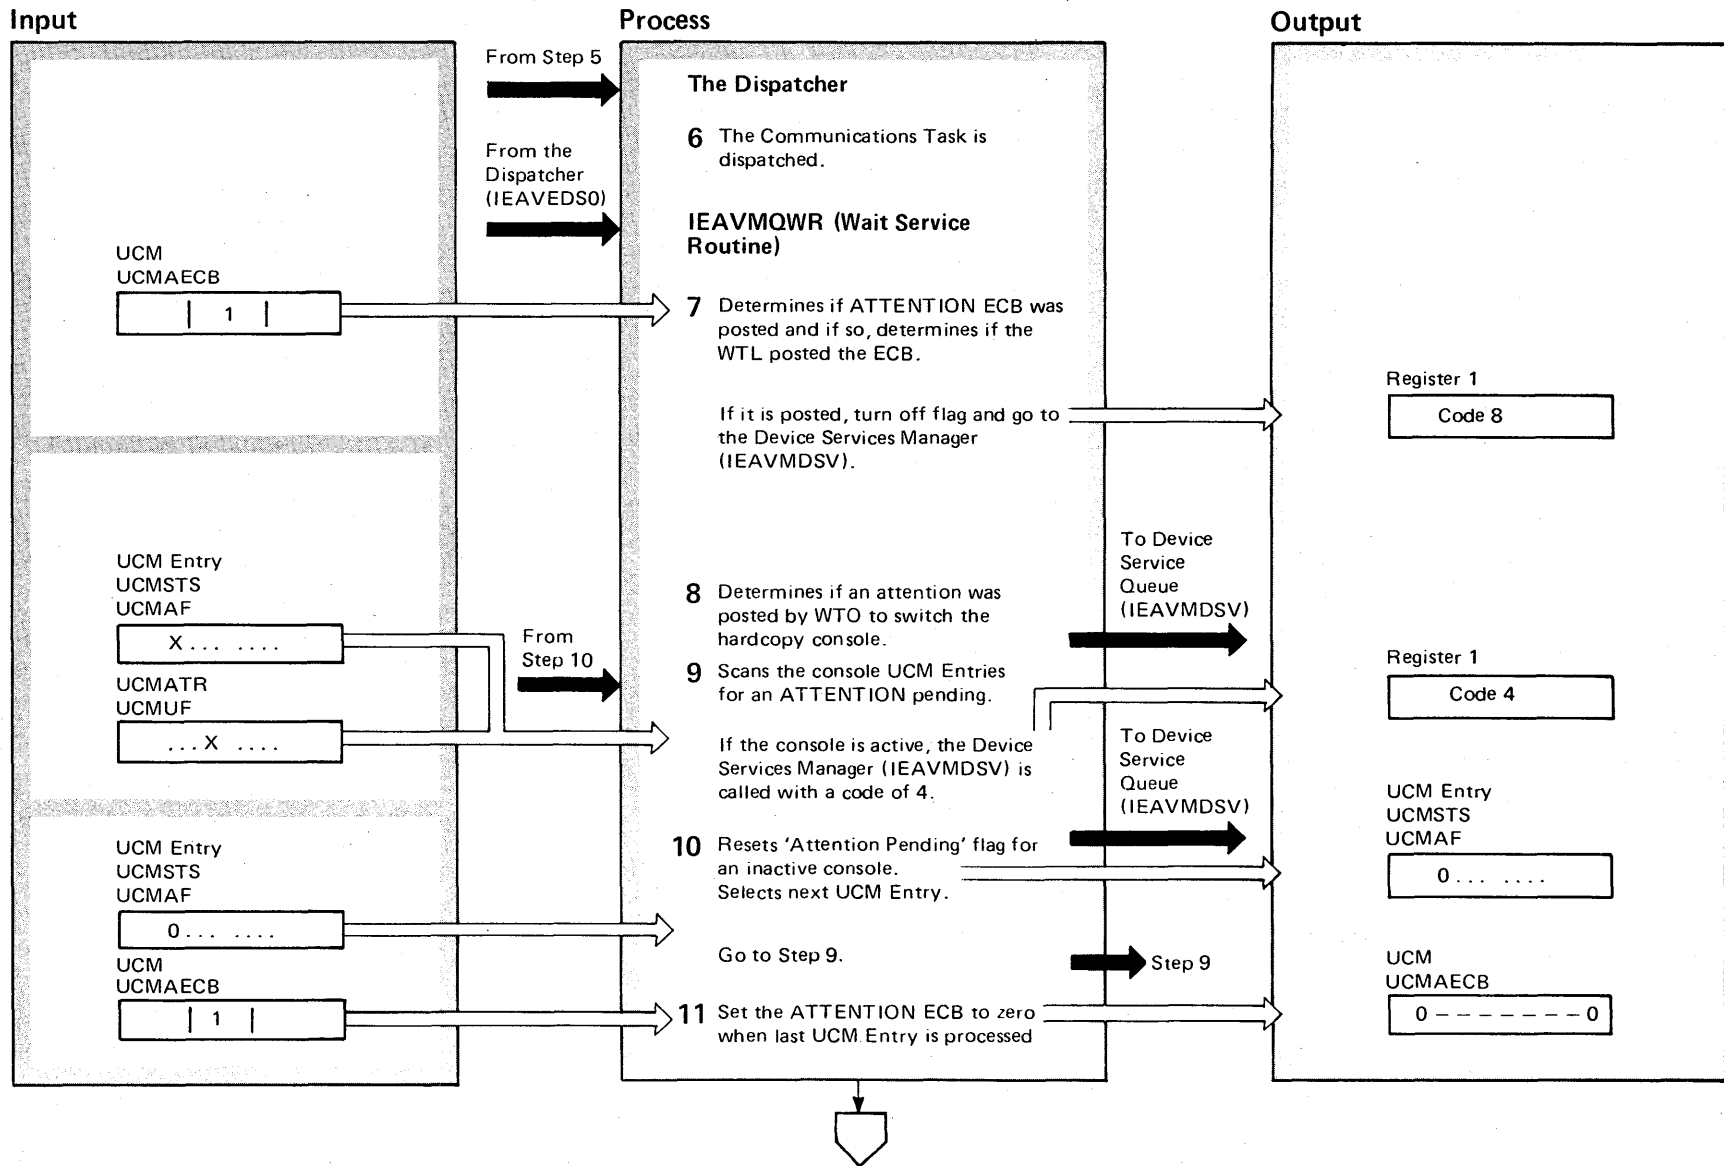 Input
Process
Output
From Step 5
From the
Dispatcher
(IEAVEDS0)
The Dispatcher
6 The Communications Task is
dispatched.
IEAVMQWR (Wait Service
Routine)
UCM
UCMAECB
| 1 |
7 Determines if ATTENTION ECB was
posted and if so, determines if the
WTL posted the ECB.
If it is posted, turn off flag and go to
the Device Services Manager
(IEAVMDSV).
Register 1
Code 8
UCM Entry
UCMSTS
UCMAF
X... ....
UCMATR
UCMUF
...X ....
From
Step 10
8 Determines if an attention was
posted by WTO to switch the
hardcopy console.
To Device
Service
Queue
(IEAVMDSV)
9 Scans the console UCM Entries
for an ATTENTION pending.
If the console is active, the Device
Services Manager (IEAVMDSV) is
called with a code of 4.
Register 1
Code 4
To Device
Service
Queue
(IEAVMDSV)
UCM Entry
UCMSTS
UCMAF
0... ....
UCM
UCMAECB
| 1 |
10 Resets 'Attention Pending' flag for
an inactive console.
Selects next UCM Entry.
Go to Step 9.
Step 9
11 Set the ATTENTION ECB to zero
when last UCM Entry is processed
UCM Entry
UCMSTS
UCMAF
0... ....
UCM
UCMAECB
0 – – – – – – – 0